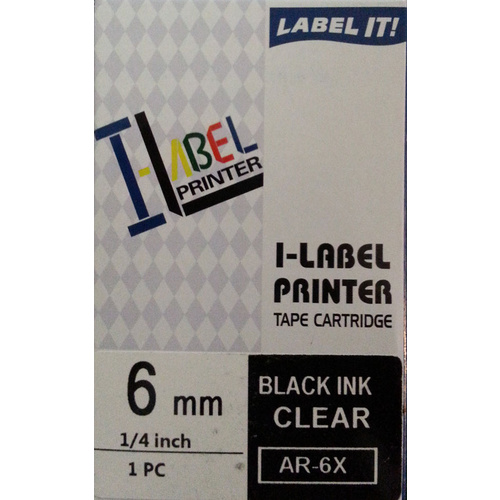 LABEL IT!
I-LABEL
PRINTER
I-LABEL
PRINTER
TAPE CARTRIDGE
6 mm
1/4 inch
1 PC
BLACK INK
CLEAR
AR-6X